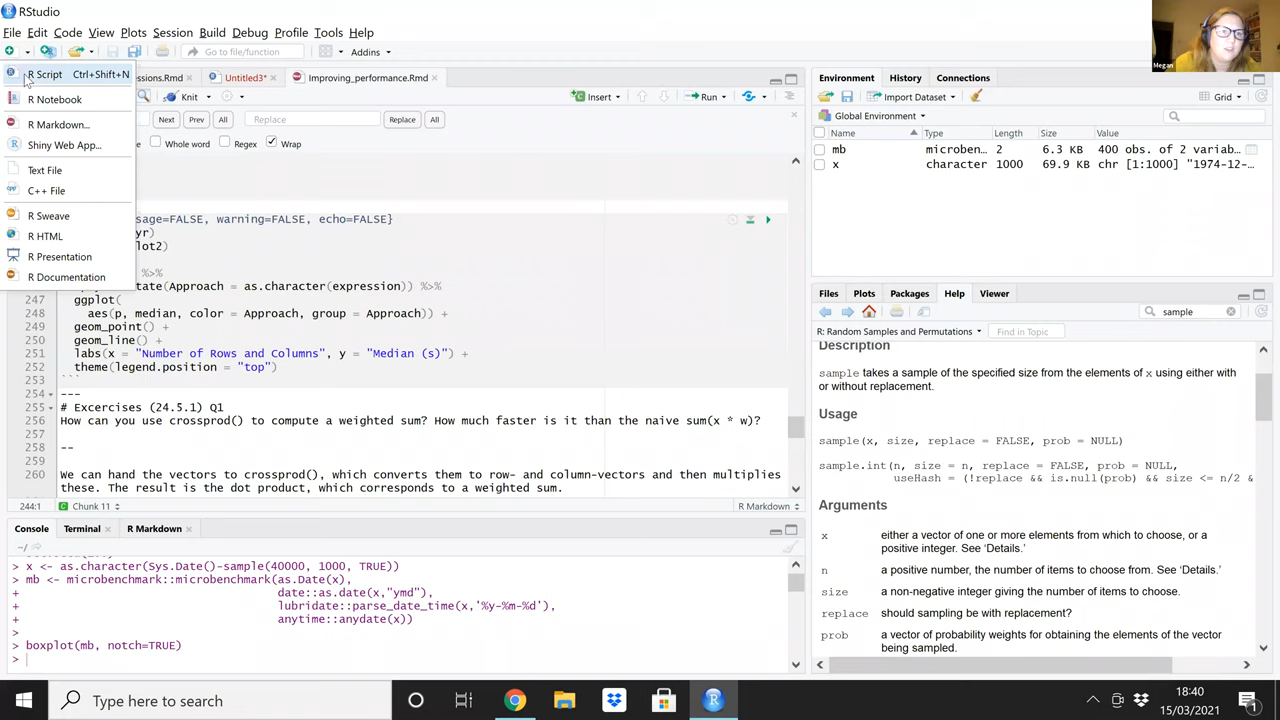 RStudio
File Edit Code View Plots Session Build Debug Profile Tools Help
Go to file/function
Addins
Megan
R Script Ctrl+Shift+N
R Notebook
R Markdown...
Shiny Web App...
Text File
C++ File
R Sweave
R HTML
R Presentation
R Documentation
ssions.Rmd
Untitled3*
Improving_performance.Rmd
Knit
Insert
Run
Next
Prev
All
Replace
Replace
All
Whole word
Regex
Wrap
sage=FALSE, warning=FALSE, echo=FALSE}
yr)
lot2)
%>%
tate(Approach = as.character(expression)) %>%
247 ggplot(
248 aes(p, median, color = Approach, group = Approach)) +
249 geom_point() +
250 geom_line() +
251 labs(x = "Number of Rows and Columns", y = "Median (s)") +
252 theme(legend.position = "top")
253 ```
254 ---
255 # Excercises (24.5.1) Q1
256 How can you use crossprod() to compute a weighted sum? How much faster is it than the naive sum(x * w)?
257
258 --
259
260 We can hand the vectors to crossprod(), which converts them to row- and column-vectors and then multiplies
these. The result is the dot product, which corresponds to a weighted sum.
244:1 Chunk 11 R Markdown
Console Terminal R Markdown
~/
> x <- as.character(Sys.Date()-sample(40000, 1000, TRUE))
> mb <- microbenchmark::microbenchmark(as.Date(x),
+ date::as.date(x,"ymd"),
+ lubridate::parse_date_time(x,'%y-%m-%d'),
+ anytime::anydate(x))
>
> boxplot(mb, notch=TRUE)
>
Environment History Connections
Import Dataset
Grid
Global Environment
Name Type Length Size Value
mb microben... 2 6.3 KB 400 obs. of 2 variab...
x character 1000 69.9 KB chr [1:1000] "1974-12-...
Files Plots Packages Help Viewer
sample
R: Random Samples and Permutations
Find in Topic
Description
sample takes a sample of the specified size from the elements of x using either with
or without replacement.
Usage
sample(x, size, replace = FALSE, prob = NULL)
sample.int(n, size = n, replace = FALSE, prob = NULL,
useHash = (!replace && is.null(prob) && size <= n/2 &
Arguments
x either a vector of one or more elements from which to choose, or a
positive integer. See ‘Details.’
n a positive number, the number of items to choose from. See ‘Details.’
size a non-negative integer giving the number of items to choose.
replace should sampling be with replacement?
prob a vector of probability weights for obtaining the elements of the vector
being sampled.
Type here to search
18:40
15/03/2021
1